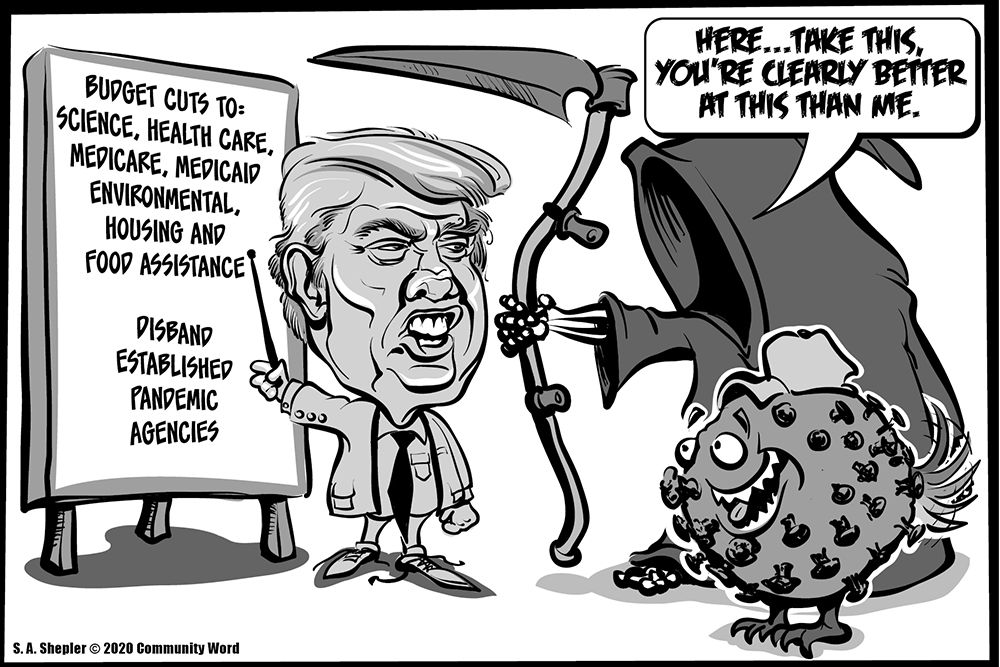 BUDGET CUTS TO:
SCIENCE, HEALTH CARE,
MEDICARE, MEDICAID
ENVIRONMENTAL,
HOUSING AND
FOOD ASSISTANCE
DISBAND
ESTABLISHED
PANDEMIC
AGENCIES
HERE...TAKE THIS,
YOU'RE CLEARLY BETTER
AT THIS THAN ME.
S. A. Shepler © 2020 Community Word